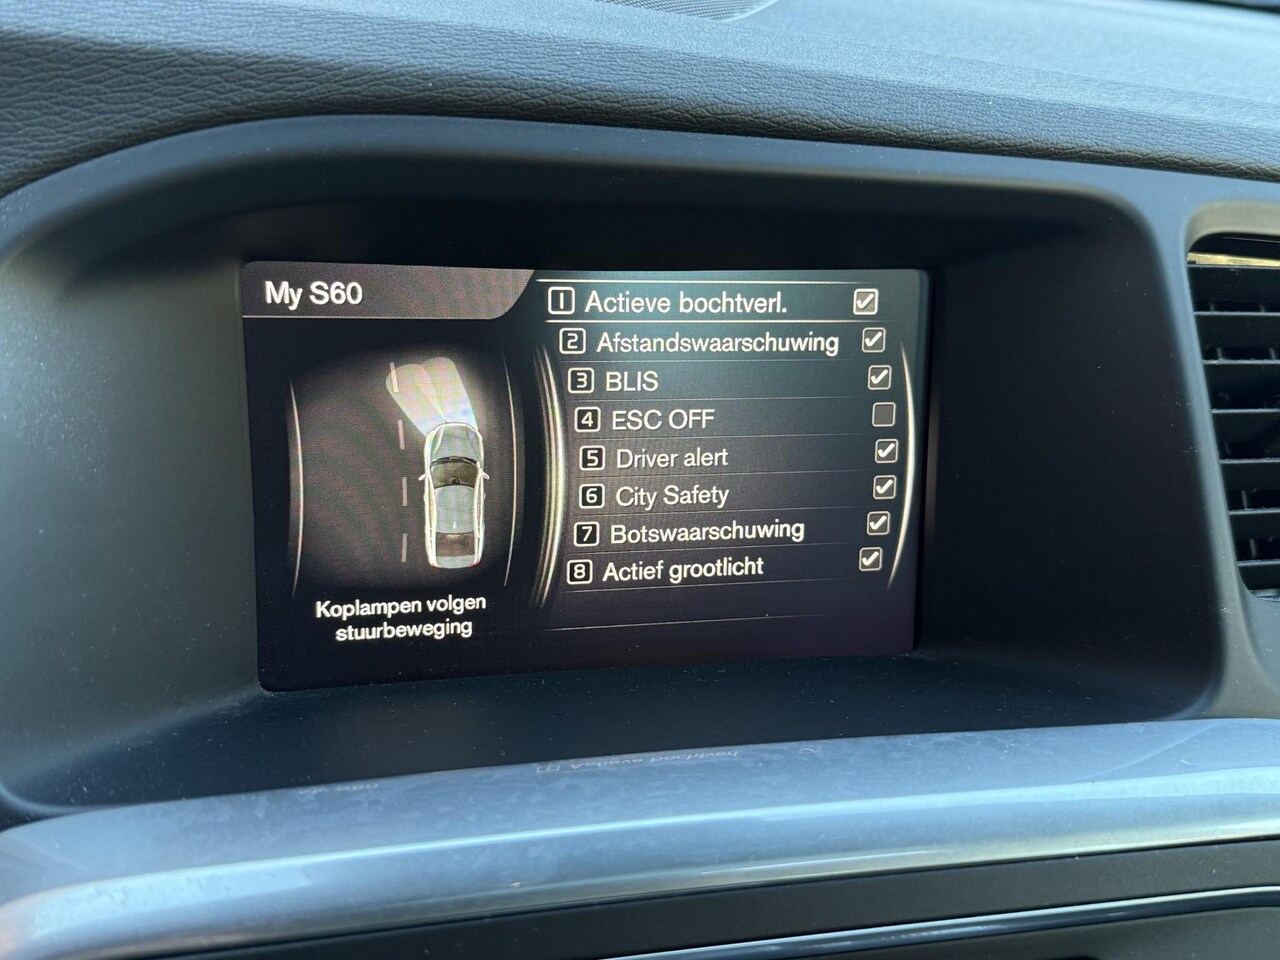 My S60
1 Actieve bochtverl.
2 Afstandswaarschuwing
3 BLIS
4 ESC OFF
5 Driver alert
6 City Safety
7 Botswaarschuwing
8 Actief grootlicht
Koplampen volgen
stuurbeweging